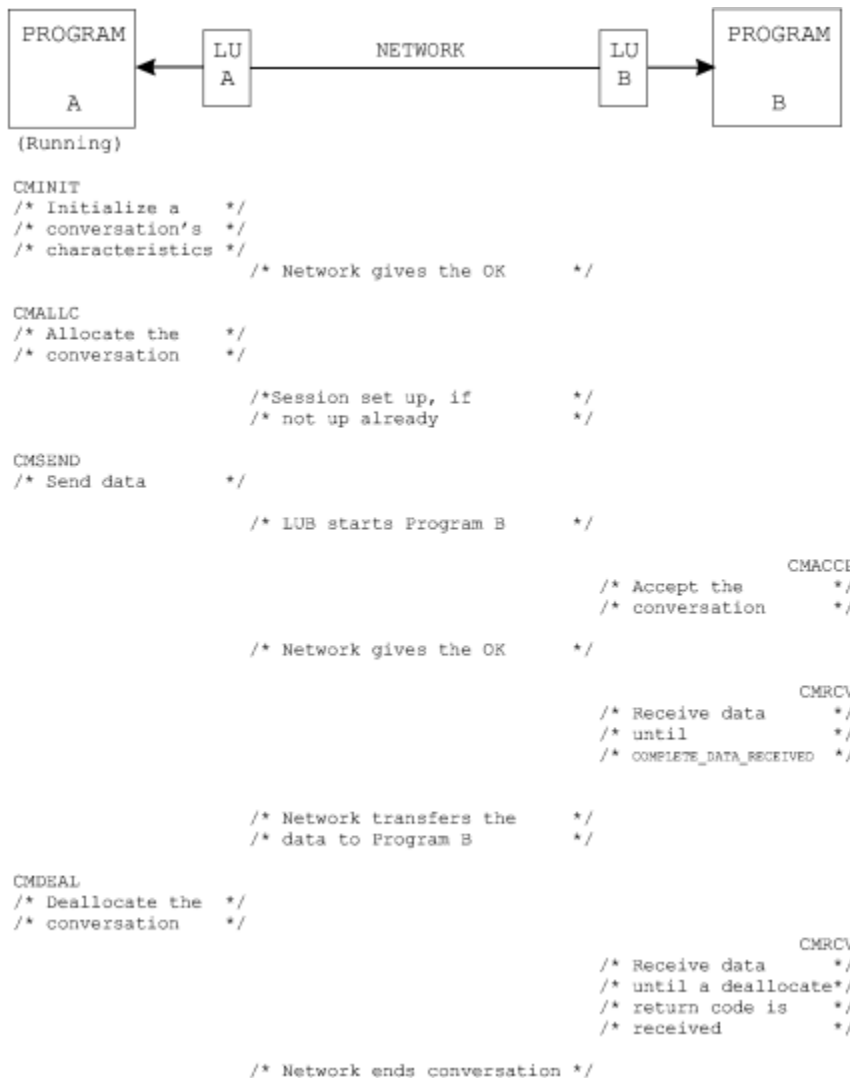 PROGRAM
A
LU
A
NETWORK
LU
B
PROGRAM
B
(Running)
CMINIT
/* Initialize a */
/* conversation's */
/* characteristics */
/* Network gives the OK */
CMALLC
/* Allocate the */
/* conversation */
/*Session set up, if */
/* not up already */
CMSEND
/* Send data */
/* LUB starts Program B */
CMACCP
/* Accept the */
/* conversation */
/* Network gives the OK */
CMRCV
/* Receive data */
/* until */
/* COMPLETE_DATA_RECEIVED */
/* Network transfers the */
/* data to Program B */
CMDEAL
/* Deallocate the */
/* conversation */
CMRCV
/* Receive data */
/* until a deallocate*/
/* return code is */
/* received */
/* Network ends conversation */